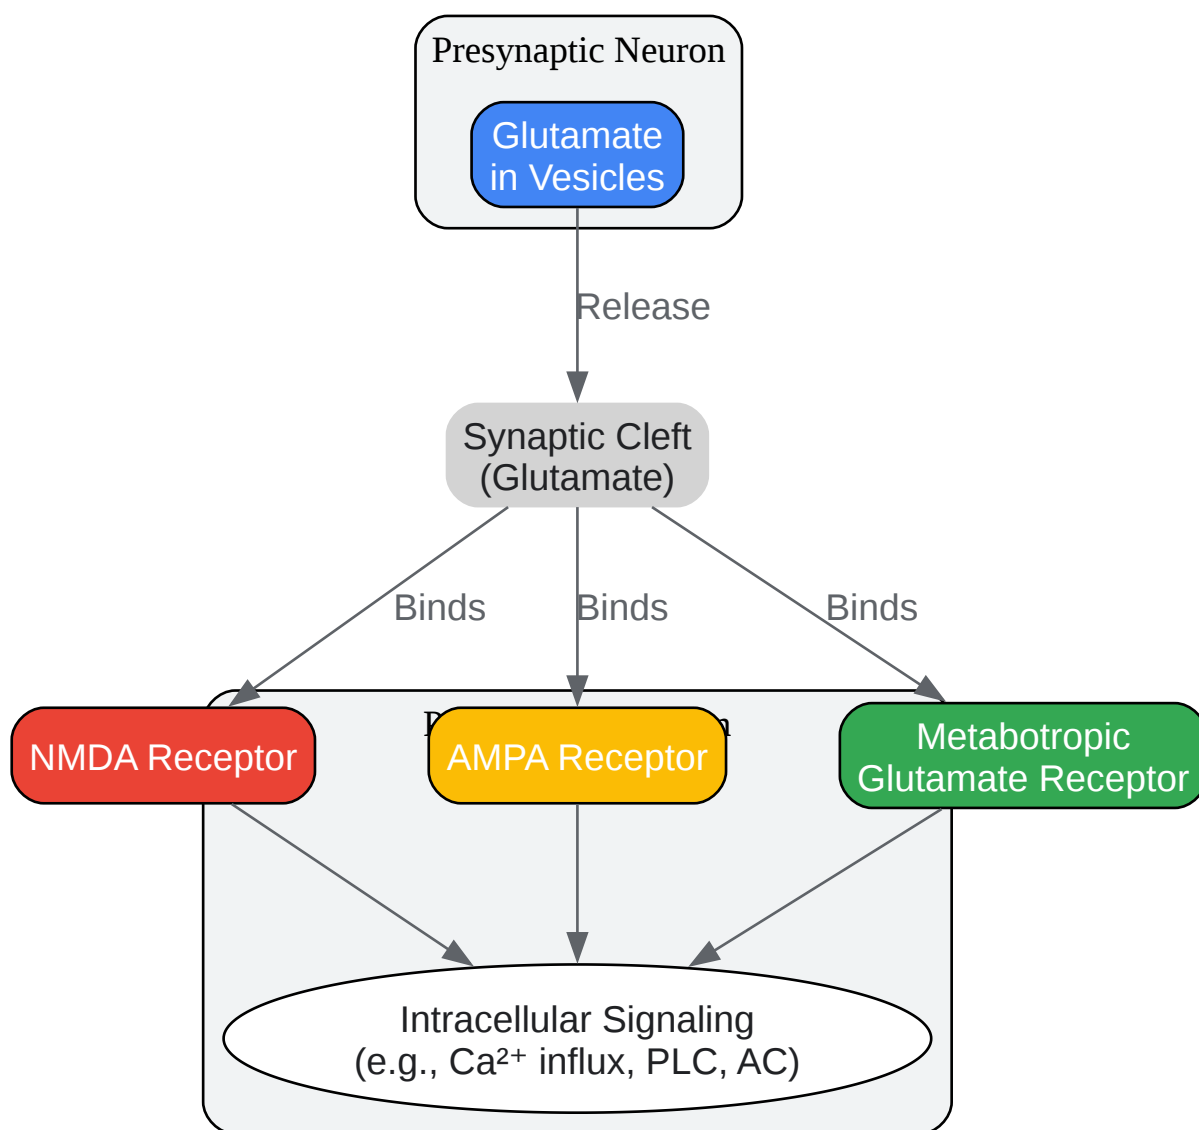 Presynaptic Neuron
Glutamate
in Vesicles
Release
Synaptic Cleft
(Glutamate)
Binds
Binds
Binds
NMDA Receptor
AMPA Receptor
Metabotropic
Glutamate Receptor
Intracellular Signaling
(e.g., Ca²⁺ influx, PLC, AC)